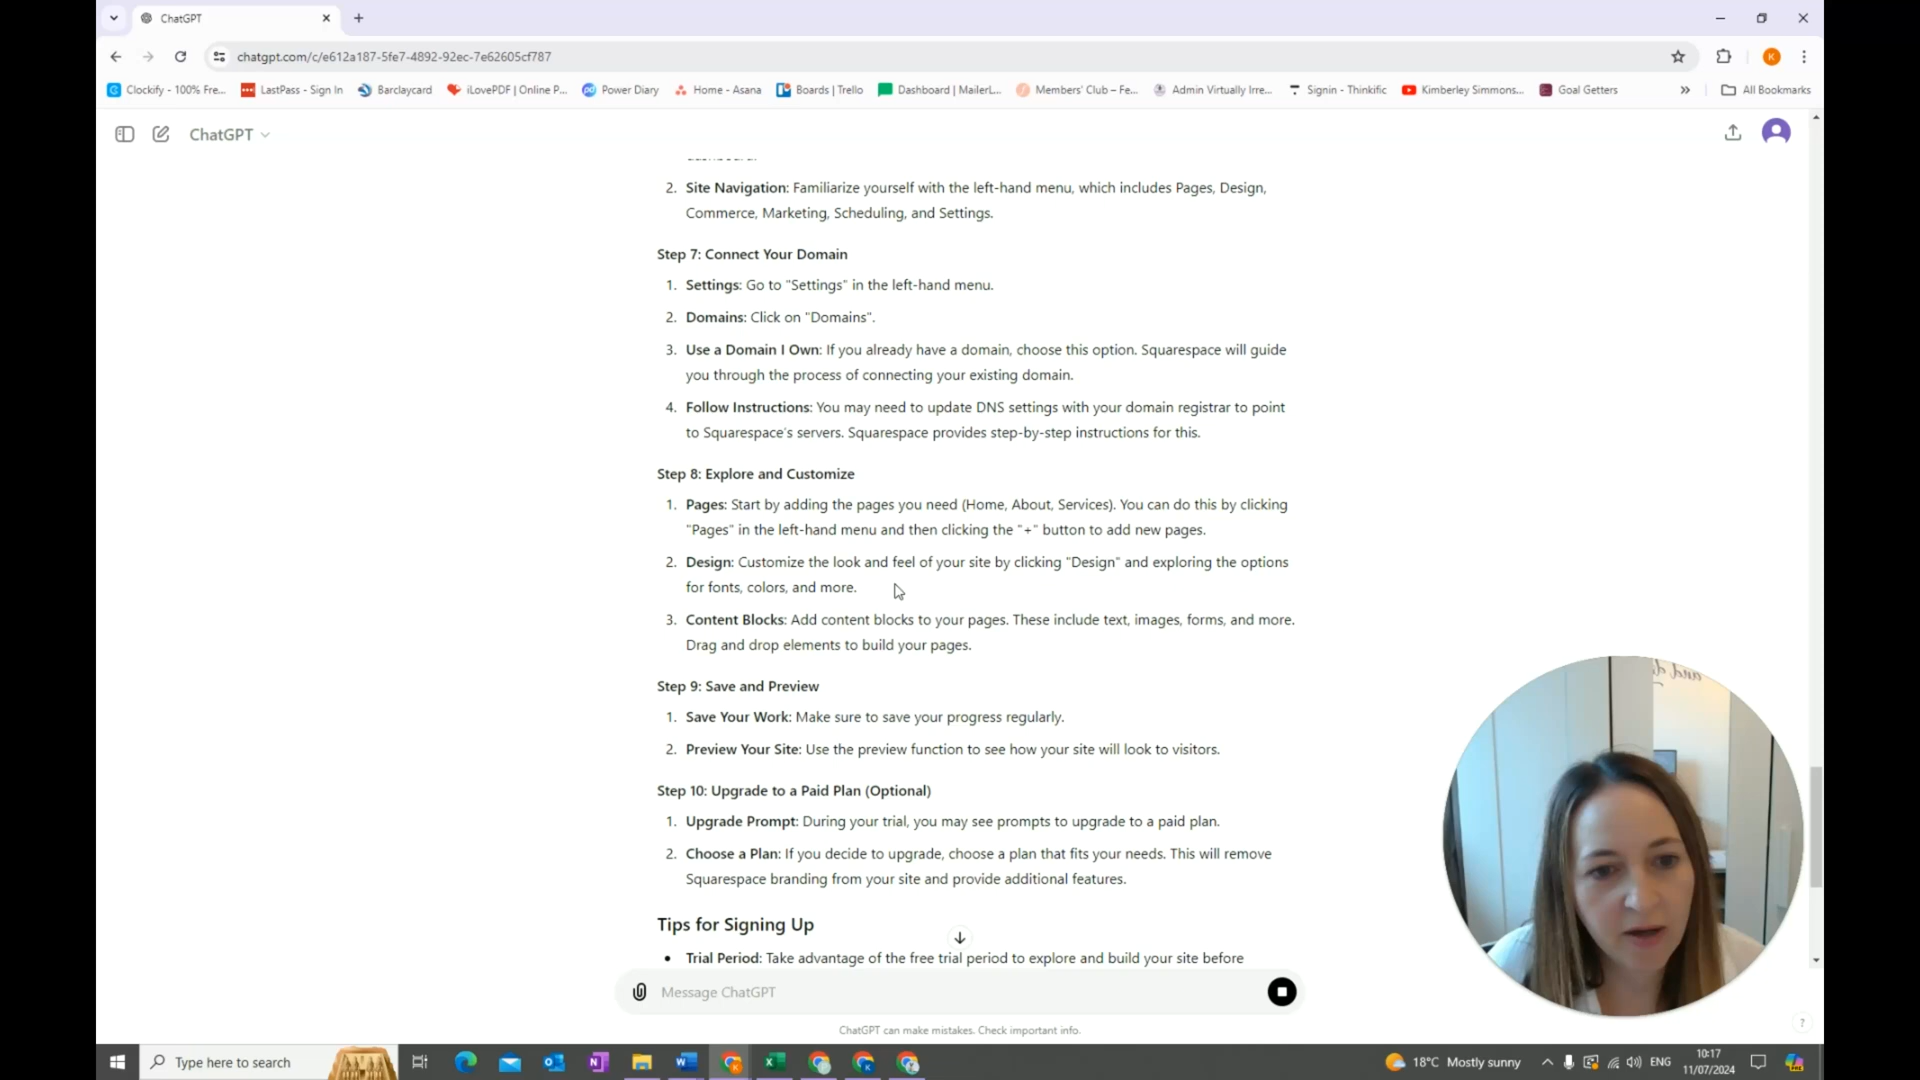 ChatGPT
chatgpt.com/c/e612a187-5fe7-4892-92ec-7e62605cf787
K
Clockify - 100% Fre...
LastPass - Sign In
Barclaycard
iLovePDF | Online P...
pd
Power Diary
Home - Asana
Boards | Trello
Dashboard | MailerL...
Members' Club – Fe...
Admin Virtually Irre...
Signin - Thinkific
Kimberley Simmons...
Goal Getters
All Bookmarks
ChatGPT
2. Site Navigation: Familiarize yourself with the left-hand menu, which includes Pages, Design,
Commerce, Marketing, Scheduling, and Settings.
Step 7: Connect Your Domain
1. Settings: Go to "Settings" in the left-hand menu.
2. Domains: Click on "Domains".
3. Use a Domain I Own: If you already have a domain, choose this option. Squarespace will guide
you through the process of connecting your existing domain.
4. Follow Instructions: You may need to update DNS settings with your domain registrar to point
to Squarespace's servers. Squarespace provides step-by-step instructions for this.
Step 8: Explore and Customize
1. Pages: Start by adding the pages you need (Home, About, Services). You can do this by clicking
"Pages" in the left-hand menu and then clicking the "+" button to add new pages.
2. Design: Customize the look and feel of your site by clicking "Design" and exploring the options
for fonts, colors, and more.
3. Content Blocks: Add content blocks to your pages. These include text, images, forms, and more.
Drag and drop elements to build your pages.
Step 9: Save and Preview
1. Save Your Work: Make sure to save your progress regularly.
2. Preview Your Site: Use the preview function to see how your site will look to visitors.
Step 10: Upgrade to a Paid Plan (Optional)
1. Upgrade Prompt: During your trial, you may see prompts to upgrade to a paid plan.
2. Choose a Plan: If you decide to upgrade, choose a plan that fits your needs. This will remove
Squarespace branding from your site and provide additional features.
Tips for Signing Up
• Trial Period: Take advantage of the free trial period to explore and build your site before
Message ChatGPT
ChatGPT can make mistakes. Check important info.
?
Type here to search
18°C Mostly sunny
ENG
10:17
11/07/2024